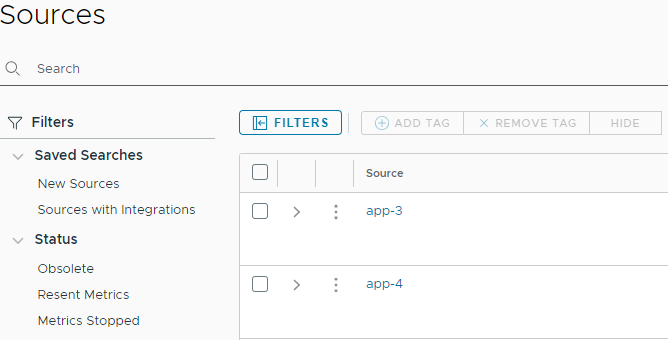 Sources
Search
Filters
Saved Searches
New Sources
Sources with Integrations
Status
Obsolete
Resent Metrics
Metrics Stopped
FILTERS
ADD TAG
REMOVE TAG
HIDE
Source
app-3
app-4